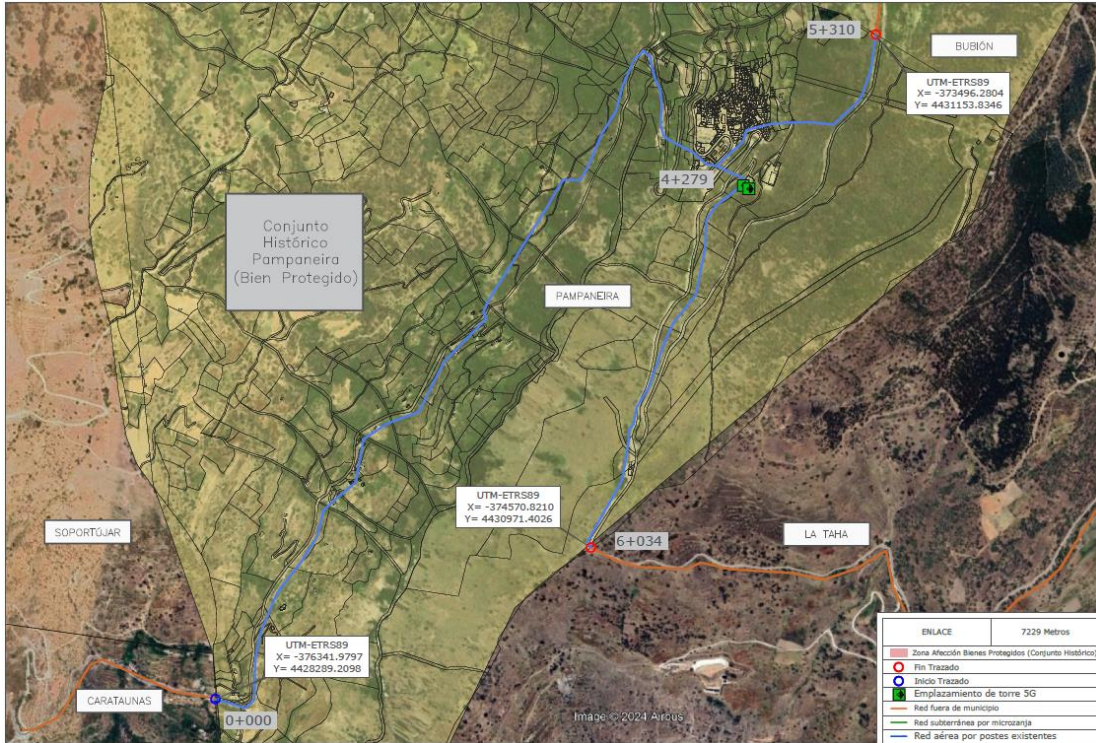 5+310
BUBIÓN
UTM-ETRS89
X= -373496.2804
Y= 4431153.8346
4+279
Conjunto
Histórico
Pampaneira
(Bien Protegido)
PAMPANEIRA
UTM-ETRS89
X= -374570.8210
Y= 4430971.4026
SOPORTÚJAR
6+034
LA TAHA
UTM-ETRS89
X= -376341.9797
Y= 4428289.2098
CARATAUNAS
0+000
Image © 2024 Airbus
ENLACE 7229 Metros
Zona Afección Bienes Protegidos (Conjunto Histórico)
Fin Trazado
Inicio Trazado
Emplazamiento de torre 5G
Red fuera de municipio
Red subterránea por microzanja
Red aérea por postes existentes